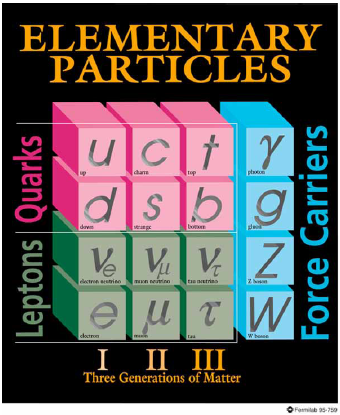 ELEMENTARY
PARTICLES
Quarks
Leptons
Force Carriers
u c t γ
up charm top photon
d s b g
down strange bottom gluon
νe νμ ντ Z
electron neutrino muon neutrino tau neutrino Z boson
e μ τ W
electron muon tau W boson
I II III
Three Generations of Matter
Fermilab 95-759